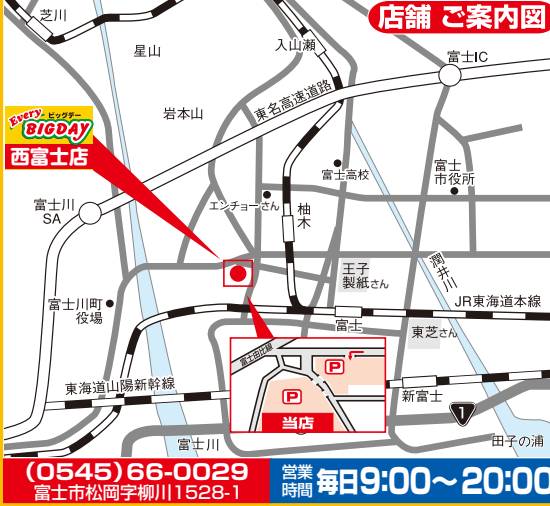 店舗 ご案内図
芝川
星山
入山瀬
富士IC
岩本山
東名高速道路
Every
ビッグデー
BIGDAY
西富士店
富士高校
富士
市役所
エンチョーさん
柚木
富士川
SA
潤井川
王子
製紙さん
富士川町
役場
JR東海道本線
富士
東芝さん
富士由比線
P
P
当店
東海道山陽新幹線
新富士
1
富士川
田子の浦
(0545)66-0029
富士市松岡字柳川1528-1
営業
時間
毎日9:00〜20:00